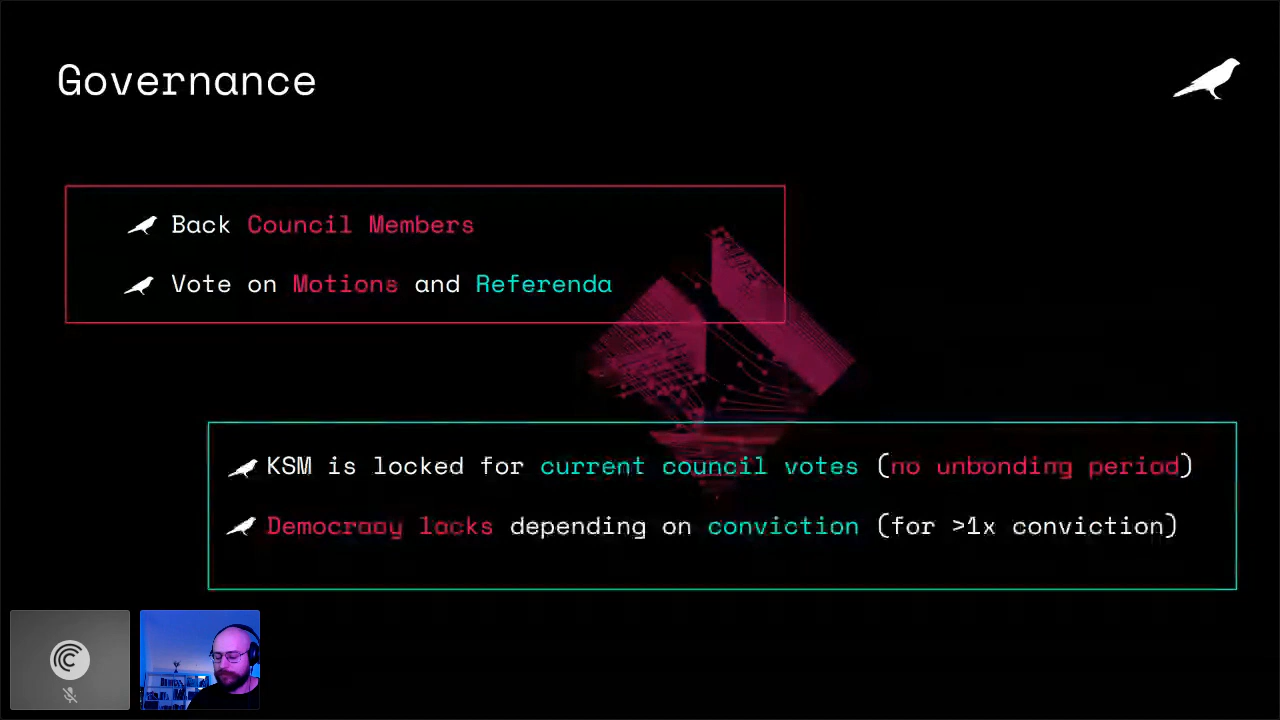 Governance
Back Council Members
Vote on Motions and Referenda
KSM is locked for current council votes (no unbonding period)
Democracy lacks depending on conviction (for >1x conviction)